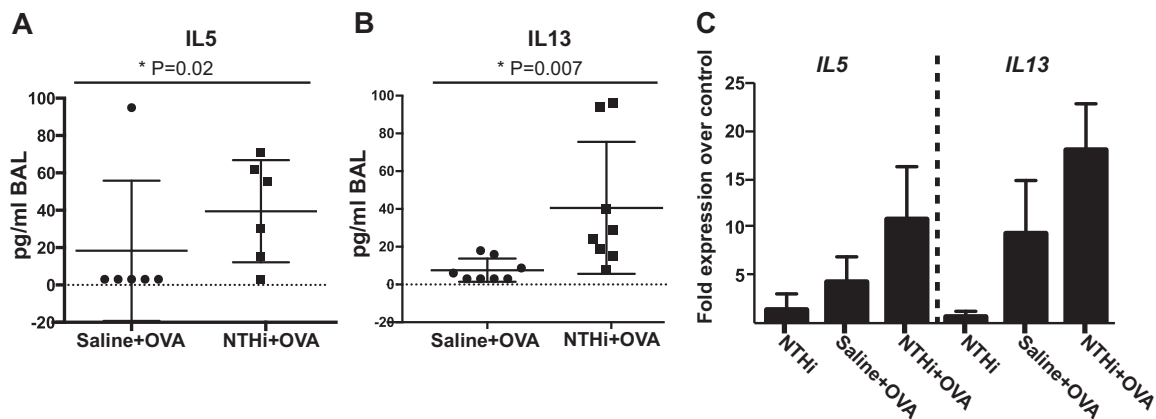 A
IL5
* P=0.02
pg/ml BAL
100
80
60
40
20
0
-20
Saline+OVA
NTHi+OVA
B
IL13
* P=0.007
pg/ml BAL
100
80
60
40
20
0
-20
Saline+OVA
NTHi+OVA
C
IL5
IL13
Fold expression over control
25
20
15
10
5
NTHi
Saline+OVA
NTHi+OVA
NTHi
Saline+OVA
NTHi+OVA